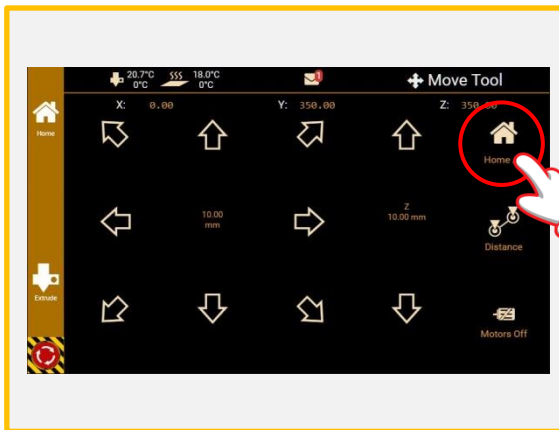 20.7°C 18.0°C
0°C 0°C
1
Move Tool
X: 0.00 Y: 350.00 Z: 350.00
Home
Home
10.00
mm
Z
10.00 mm
Distance
Extrude
Motors Off